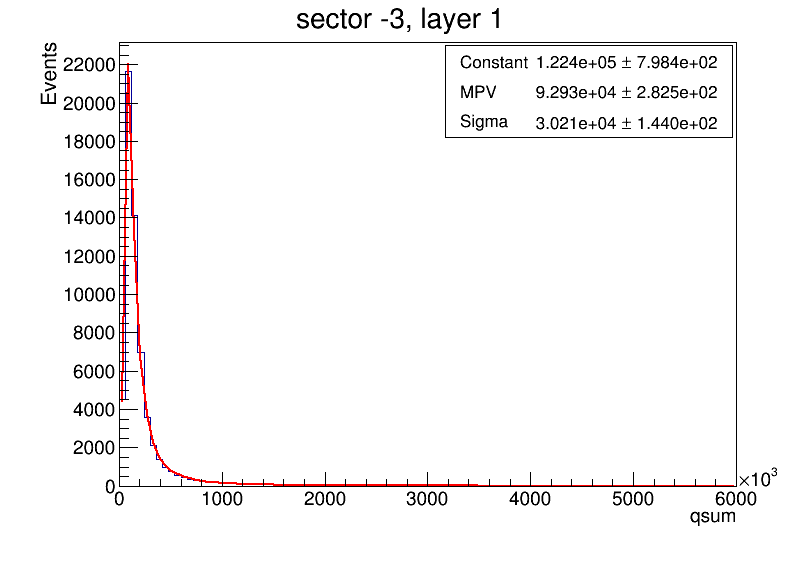 sector -3, layer 1
Events
Constant 1.224e+05 ± 7.984e+02
MPV 9.293e+04 ± 2.825e+02
Sigma 3.021e+04 ± 1.440e+02
22000
20000
18000
16000
14000
12000
10000
8000
6000
4000
2000
0
0 1000 2000 3000 4000 5000 6000
×10³
qsum